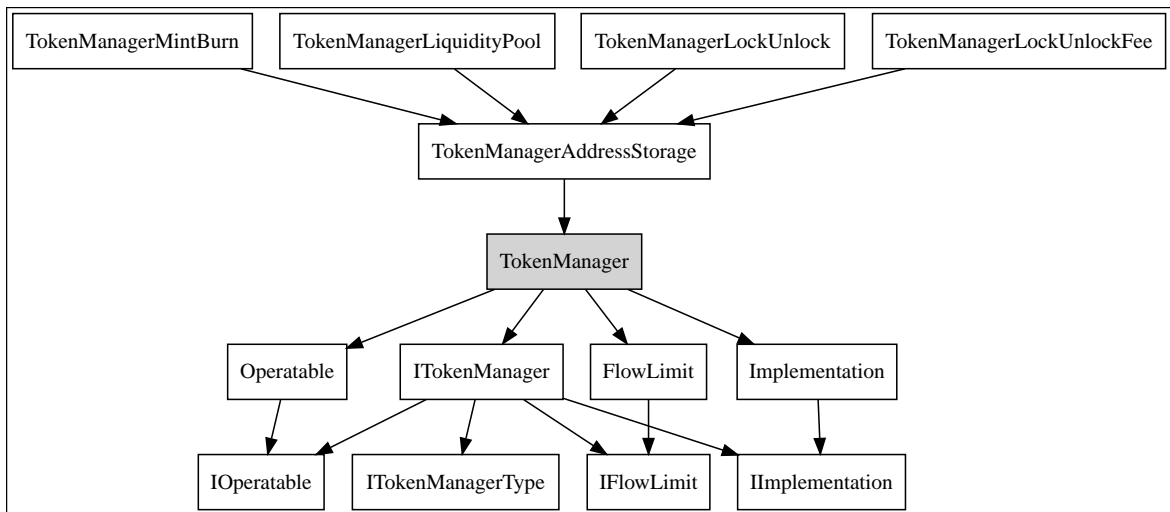 TokenManagerMintBurn
TokenManagerLiquidityPool
TokenManagerLockUnlock
TokenManagerLockUnlockFee
TokenManagerAddressStorage
TokenManager
Operatable
ITokenManager
FlowLimit
Implementation
IOperatable
ITokenManagerType
IFlowLimit
IImplementation